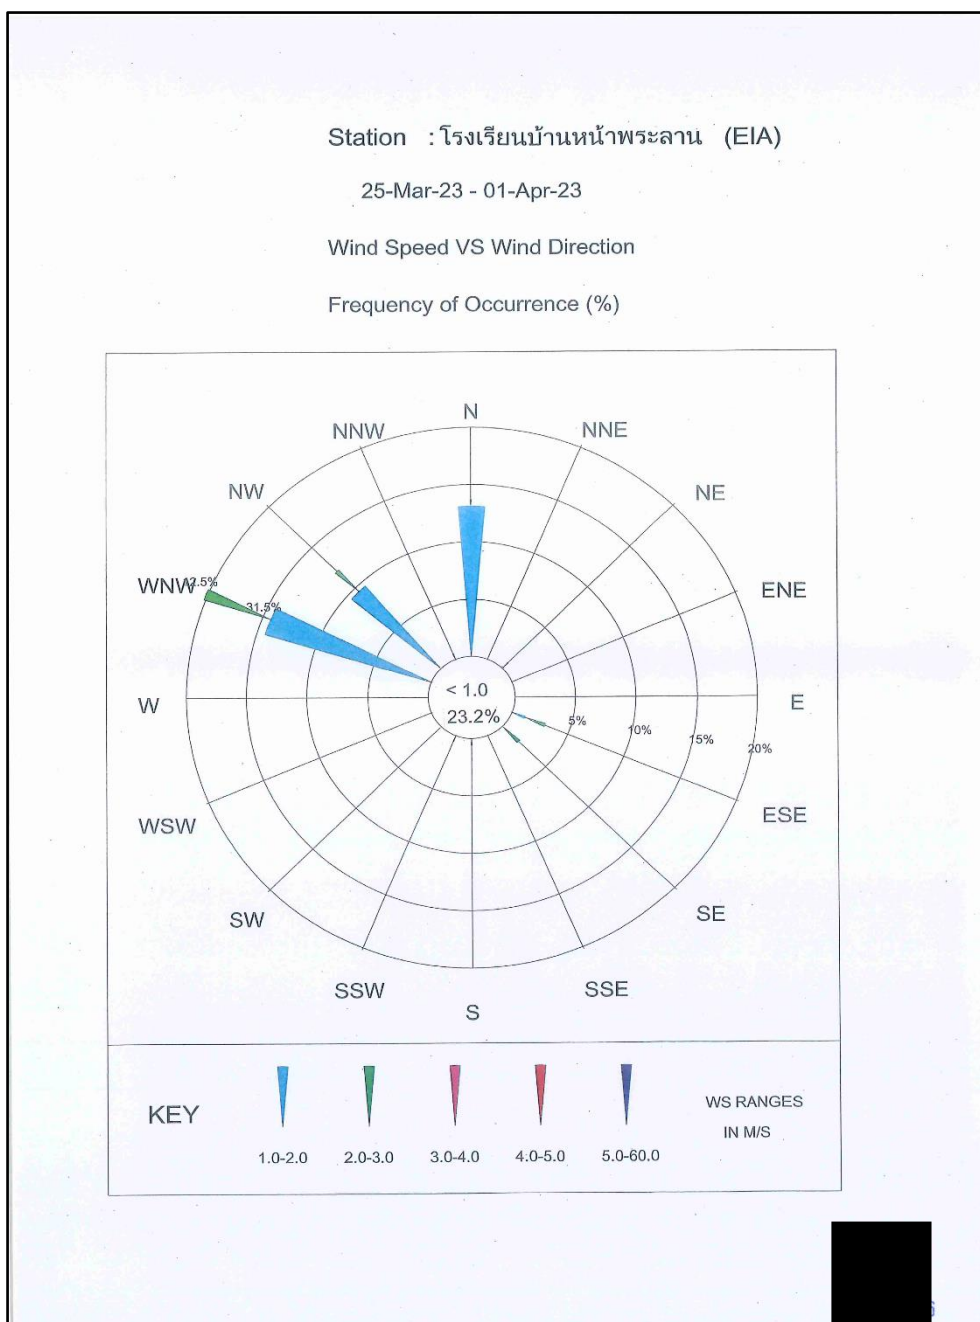 Station : โรงเรียนบ้านหน้าพระลาน (EIA)
25-Mar-23 - 01-Apr-23
Wind Speed VS Wind Direction
Frequency of Occurrence (%)
N
NNW
NNE
NW
NE
WNW
31.5%
ENE
W
< 1.0
23.2%
E
5%
10%
15%
20%
WSW
ESE
SW
SE
SSW
SSE
S
KEY
1.0-2.0
2.0-3.0
3.0-4.0
4.0-5.0
5.0-60.0
WS RANGES
IN M/S